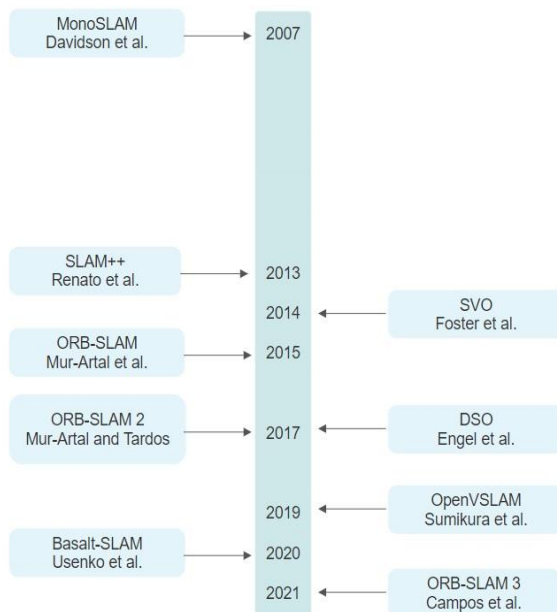 MonoSLAM
Davidson et al.
2007
SLAM++
Renato et al.
2013
2014
SVO
Foster et al.
ORB-SLAM
Mur-Artal et al.
2015
ORB-SLAM 2
Mur-Artal and Tardos
2017
DSO
Engel et al.
2019
OpenVSLAM
Sumikura et al.
Basalt-SLAM
Usenko et al.
2020
2021
ORB-SLAM 3
Campos et al.